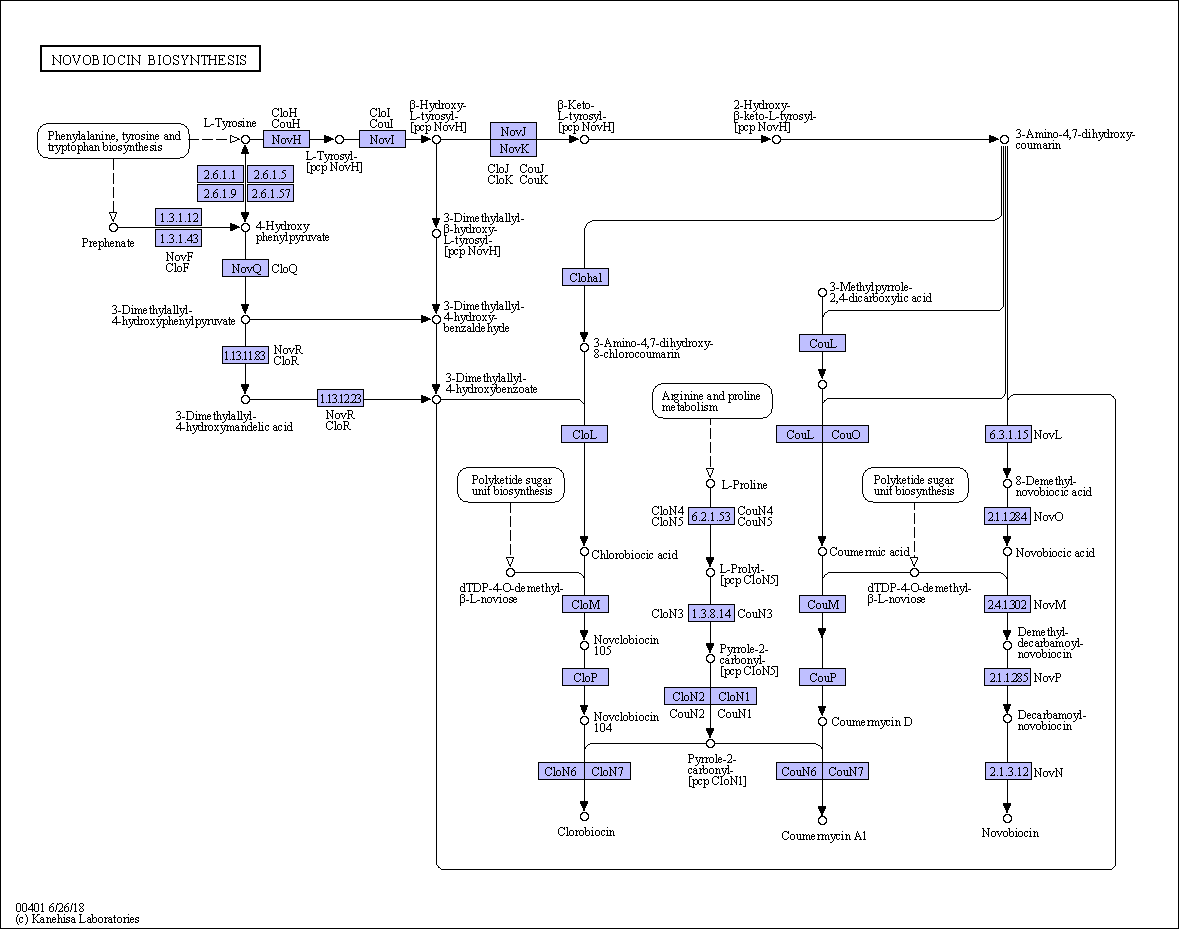 NOVOBIOCIN BIOSYNTHESIS
Phenylalanine, tyrosine and
tryptophan biosynthesis
L-Tyrosine
CloH
CouH
NovH
L-Tyrosyl-
[pcp NovH]
CloI
CouI
NovI
β-Hydroxy-
L-tyrosyl-
[pcp NovH]
NovJ
NovK
CloJ CouJ
CloK CouK
β-Keto-
L-tyrosyl-
[pcp NovH]
2-Hydroxy-
β-keto-L-tyrosyl-
[pcp NovH]
3-Amino-4,7-dihydroxy-
coumarin
2.6.1.1
2.6.1.5
2.6.1.9
2.6.1.57
Prephenate
1.3.1.12
1.3.1.43
NovF
CloF
4-Hydroxy
phenylpyruvate
NovQ
CloQ
3-Dimethylallyl-
β-hydroxy-
L-tyrosyl-
[pcp NovH]
3-Dimethylallyl-
4-hydroxyphenylpyruvate
3-Dimethylallyl-
4-hydroxy-
benzaldehyde
1.13.11.83
NovR
CloR
3-Dimethylallyl-
4-hydroxymandelic acid
1.13.12.23
NovR
CloR
3-Dimethylallyl-
4-hydroxybenzoate
Clohal
3-Amino-4,7-dihydroxy-
8-chlorocoumarin
3-Methylpyrrole-
2,4-dicarboxylic acid
CouL
Arginine and proline
metabolism
CloL
CouL
CouO
6.3.1.15
NovL
Polyketide sugar
unif biosynthesis
L-Proline
Polyketide sugar
unif biosynthesis
8-Demethyl-
novobiocic acid
CloN4
CloN5
6.2.1.53
CouN4
CouN5
2.1.1.284
NovO
Chlorobiocic acid
Coumermic acid
Novobiocic acid
dTDP-4-O-demethyl-
β-L-noviose
L-Prolyl-
[pcp CloN5]
dTDP-4-O-demethyl-
β-L-noviose
CloM
CloN3
1.3.8.14
CouN3
CouM
2.4.1.302
NovM
Novclobiocin
105
Pyrrole-2-
carbonyl-
[pcp CloN5]
Demethyl-
decarbamoyl-
novobiocin
CloP
CloN2
CloN1
CouN2
CouN1
CouP
2.1.1.285
NovP
Novclobiocin
104
Coumermycin D
Decarbamoyl-
novobiocin
CloN6
CloN7
Pyrrole-2-
carbonyl-
[pcp CloN1]
CouN6
CouN7
2.1.3.12
NovN
Clorobiocin
Coumermycin A1
Novobiocin
00401 6/26/18
(c) Kanehisa Laboratories